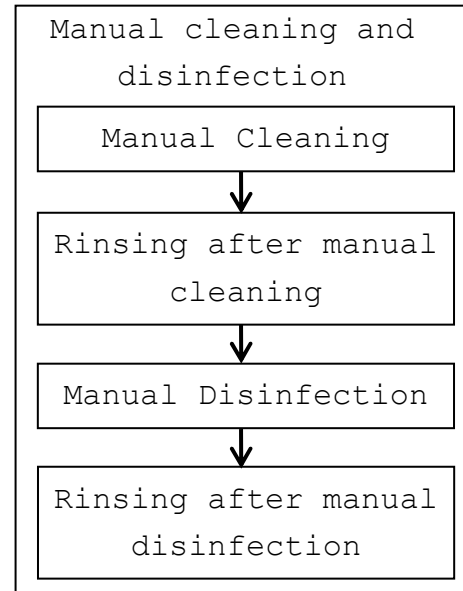 Manual cleaning and
disinfection
Manual Cleaning
Rinsing after manual
cleaning
Manual Disinfection
Rinsing after manual
disinfection